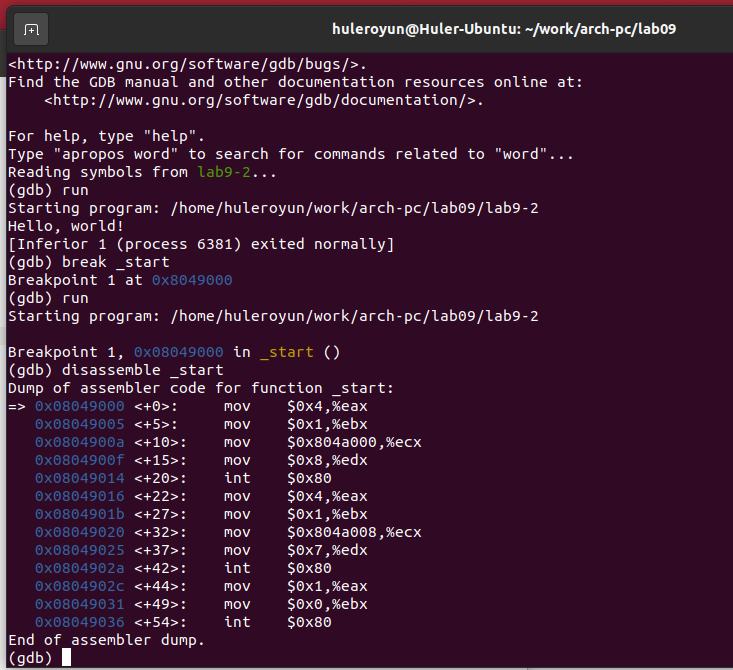 huleroyun@Huler-Ubuntu: ~/work/arch-pc/lab09
<http://www.gnu.org/software/gdb/bugs/>.
Find the GDB manual and other documentation resources online at:
    <http://www.gnu.org/software/gdb/documentation/>.
For help, type "help".
Type "apropos word" to search for commands related to "word"...
Reading symbols from lab9-2...
(gdb) run
Starting program: /home/huleroyun/work/arch-pc/lab09/lab9-2
Hello, world!
[Inferior 1 (process 6381) exited normally]
(gdb) break _start
Breakpoint 1 at 0x8049000
(gdb) run
Starting program: /home/huleroyun/work/arch-pc/lab09/lab9-2
Breakpoint 1, 0x08049000 in _start ()
(gdb) disassemble _start
Dump of assembler code for function _start:
=> 0x08049000 <+0>:     mov    $0x4,%eax
   0x08049005 <+5>:     mov    $0x1,%ebx
   0x0804900a <+10>:    mov    $0x804a000,%ecx
   0x0804900f <+15>:    mov    $0x8,%edx
   0x08049014 <+20>:    int    $0x80
   0x08049016 <+22>:    mov    $0x4,%eax
   0x0804901b <+27>:    mov    $0x1,%ebx
   0x08049020 <+32>:    mov    $0x804a008,%ecx
   0x08049025 <+37>:    mov    $0x7,%edx
   0x0804902a <+42>:    int    $0x80
   0x0804902c <+44>:    mov    $0x1,%eax
   0x08049031 <+49>:    mov    $0x0,%ebx
   0x08049036 <+54>:    int    $0x80
End of assembler dump.
(gdb)